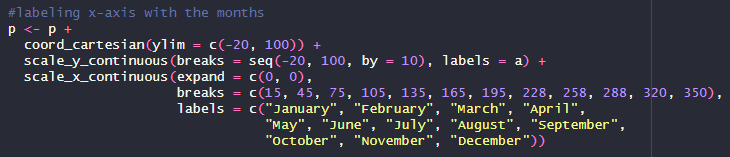 #labeling x-axis with the months
p <- p +
  coord_cartesian(ylim = c(-20, 100)) +
  scale_y_continuous(breaks = seq(-20, 100, by = 10), labels = a) +
  scale_x_continuous(expand = c(0, 0),
                     breaks = c(15, 45, 75, 105, 135, 165, 195, 228, 258, 288, 320, 350),
                     labels = c("January", "February", "March", "April",
                                "May", "June", "July", "August", "September",
                                "October", "November", "December"))